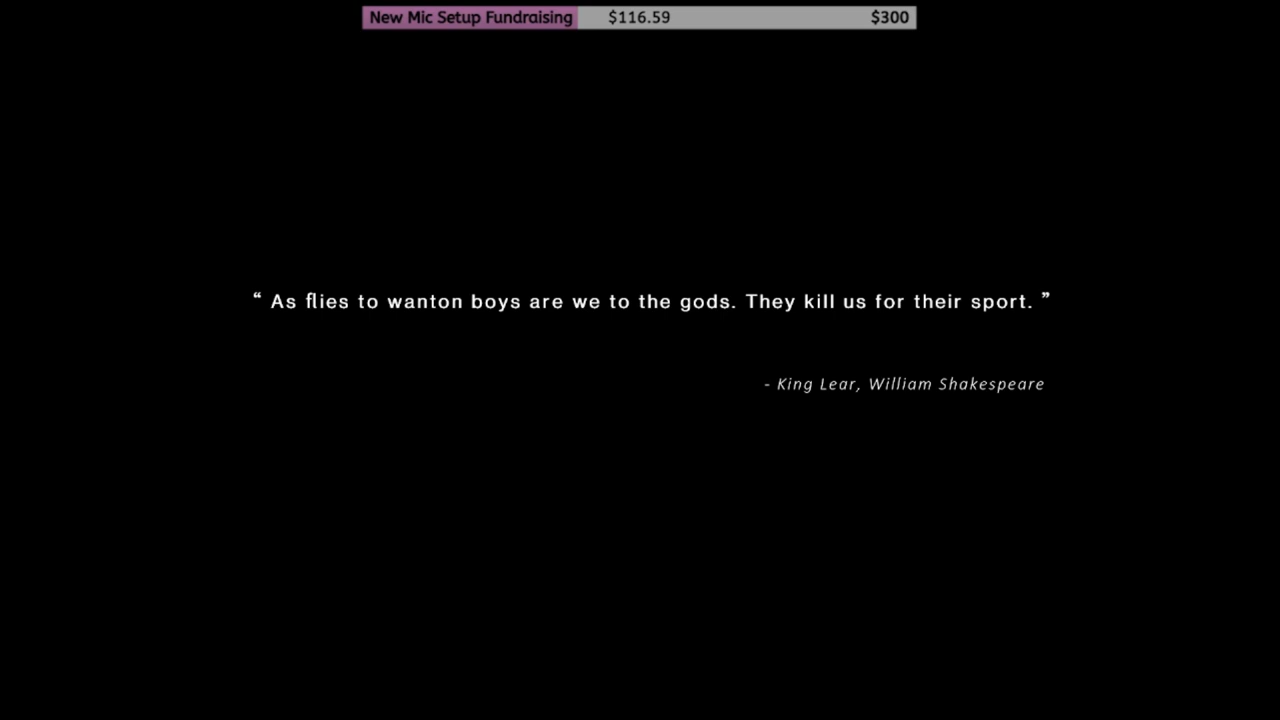 New Mic Setup Fundraising $116.59 $300
“ As flies to wanton boys are we to the gods. They kill us for their sport. ”
- King Lear, William Shakespeare